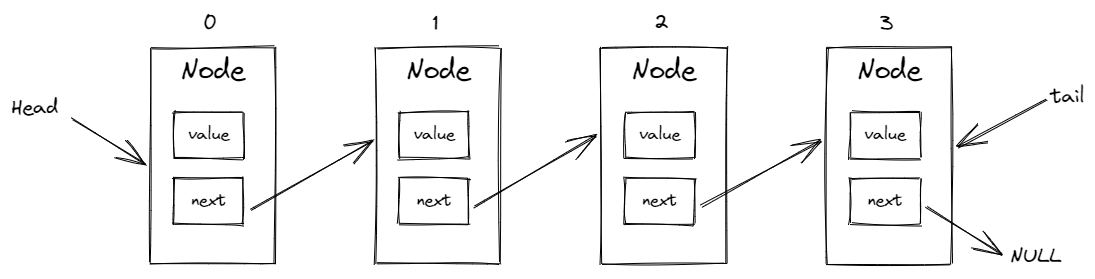 0 1 2 3
Node Node Node Node
Head
tail
value value value value
next next next next
NULL